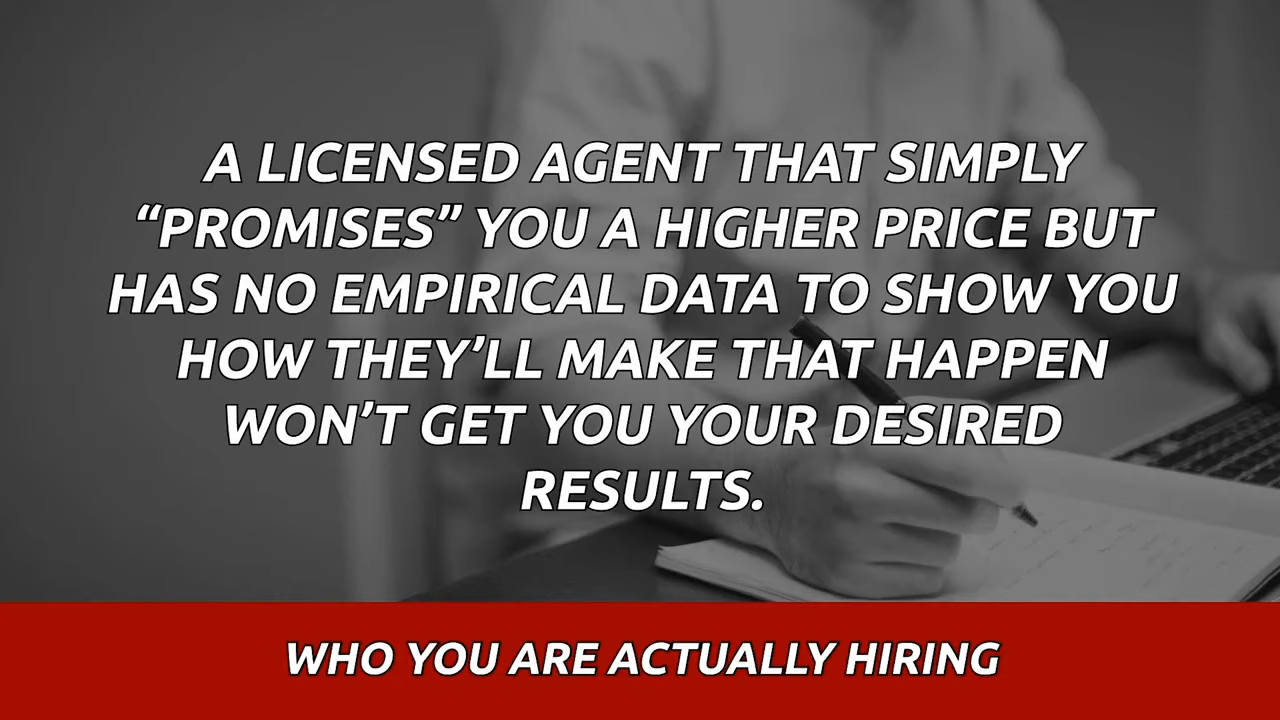 A LICENSED AGENT THAT SIMPLY
“PROMISES” YOU A HIGHER PRICE BUT
HAS NO EMPIRICAL DATA TO SHOW YOU
HOW THEY’LL MAKE THAT HAPPEN
WON’T GET YOU YOUR DESIRED
RESULTS.
WHO YOU ARE ACTUALLY HIRING